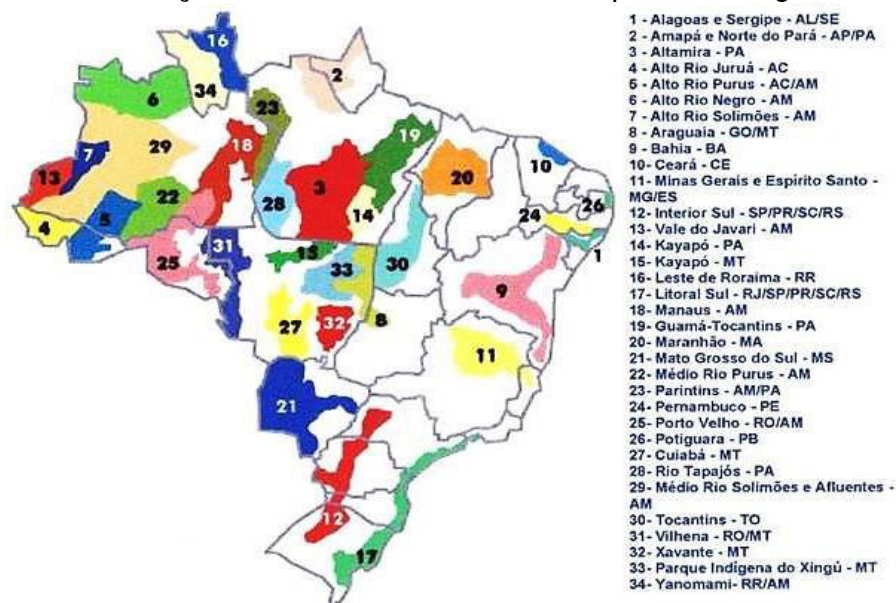 1 - Alagoas e Sergipe - AL/SE
2 - Amapá e Norte do Pará - AP/PA
3 - Altamira - PA
4 - Alto Rio Juruá - AC
5 - Alto Rio Purus - AC/AM
6 - Alto Rio Negro - AM
7 - Alto Rio Solimões - AM
8 - Araguaia - GO/MT
9 - Bahia - BA
10- Ceará - CE
11- Minas Gerais e Espírito Santo -
MG/ES
12- Interior Sul - SP/PR/SC/RS
13- Vale do Javari - AM
14- Kayapó - PA
15- Kayapó - MT
16- Leste de Roraima - RR
17- Litoral Sul - RJ/SP/PR/SC/RS
18- Manaus - AM
19- Guamá-Tocantins - PA
20- Maranhão - MA
21- Mato Grosso do Sul - MS
22- Médio Rio Purus - AM
23- Parintins - AM/PA
24- Pernambuco - PE
25- Porto Velho - RO/AM
26- Potiguara - PB
27- Cuiabá - MT
28- Rio Tapajós - PA
29- Médio Rio Solimões e Afluentes -
AM
30- Tocantins - TO
31- Vilhena - RO/MT
32- Xavante - MT
33- Parque Indígena do Xingú - MT
34- Yanomami- RR/AM
16
2
34
6
23
19
18
29
7
10
20
13
3
26
22
28
14
24
5
4
1
31
15
25
33
30
9
27
32
8
11
21
12
17